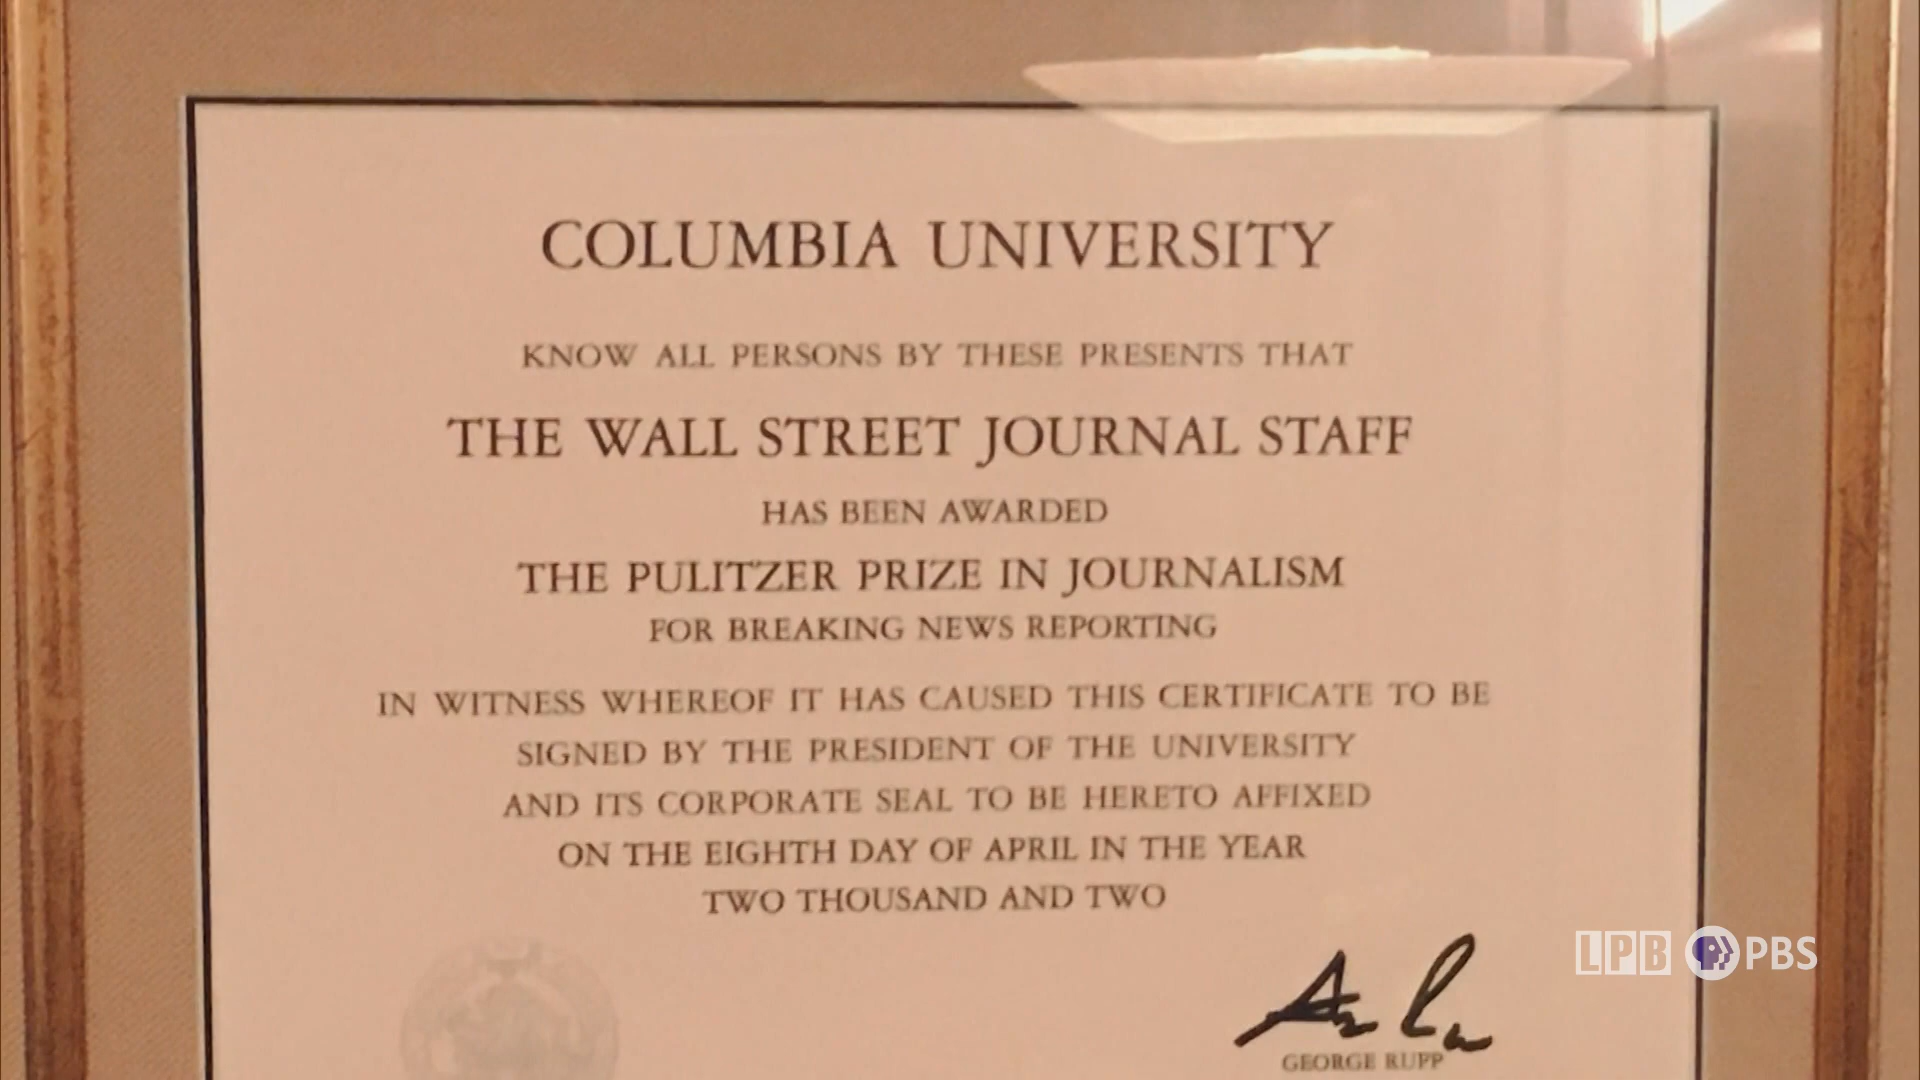 COLUMBIA UNIVERSITY
KNOW ALL PERSONS BY THESE PRESENTS THAT
THE WALL STREET JOURNAL STAFF
HAS BEEN AWARDED
THE PULITZER PRIZE IN JOURNALISM
FOR BREAKING NEWS REPORTING
IN WITNESS WHEREOF IT HAS CAUSED THIS CERTIFICATE TO BE
SIGNED BY THE PRESIDENT OF THE UNIVERSITY
AND ITS CORPORATE SEAL TO BE HERETO AFFIXED
ON THE EIGHTH DAY OF APRIL IN THE YEAR
TWO THOUSAND AND TWO
LPB PBS
GEORGE RUPP